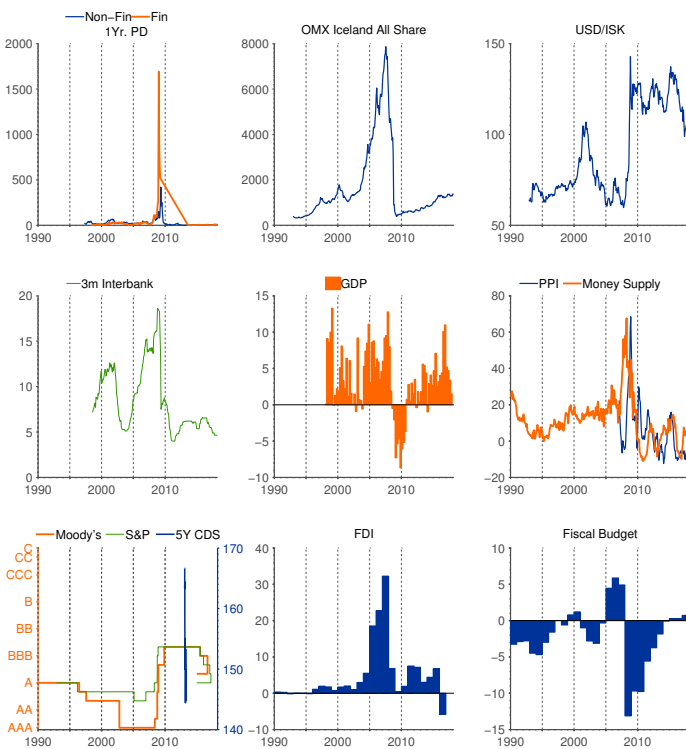 Non−Fin Fin
1Yr. PD
2000
1500
1000
500
0
1990 2000 2010
OMX Iceland All Share
8000
6000
4000
2000
0
1990 2000 2010
USD/ISK
150
100
50
1990 2000 2010
3m Interbank
20
15
10
5
0
1990 2000 2010
GDP
15
10
5
0
−5
−10
1990 2000 2010
PPI Money Supply
80
60
40
20
0
−20
1990 2000 2010
Moody's S&P 5Y CDS
C
CC
CCC
B
BB
BBB
A
AA
AAA
170
160
150
140
1990 2000 2010
FDI
40
30
20
10
0
−10
1990 2000 2010
Fiscal Budget
10
5
0
−5
−10
−15
1990 2000 2010